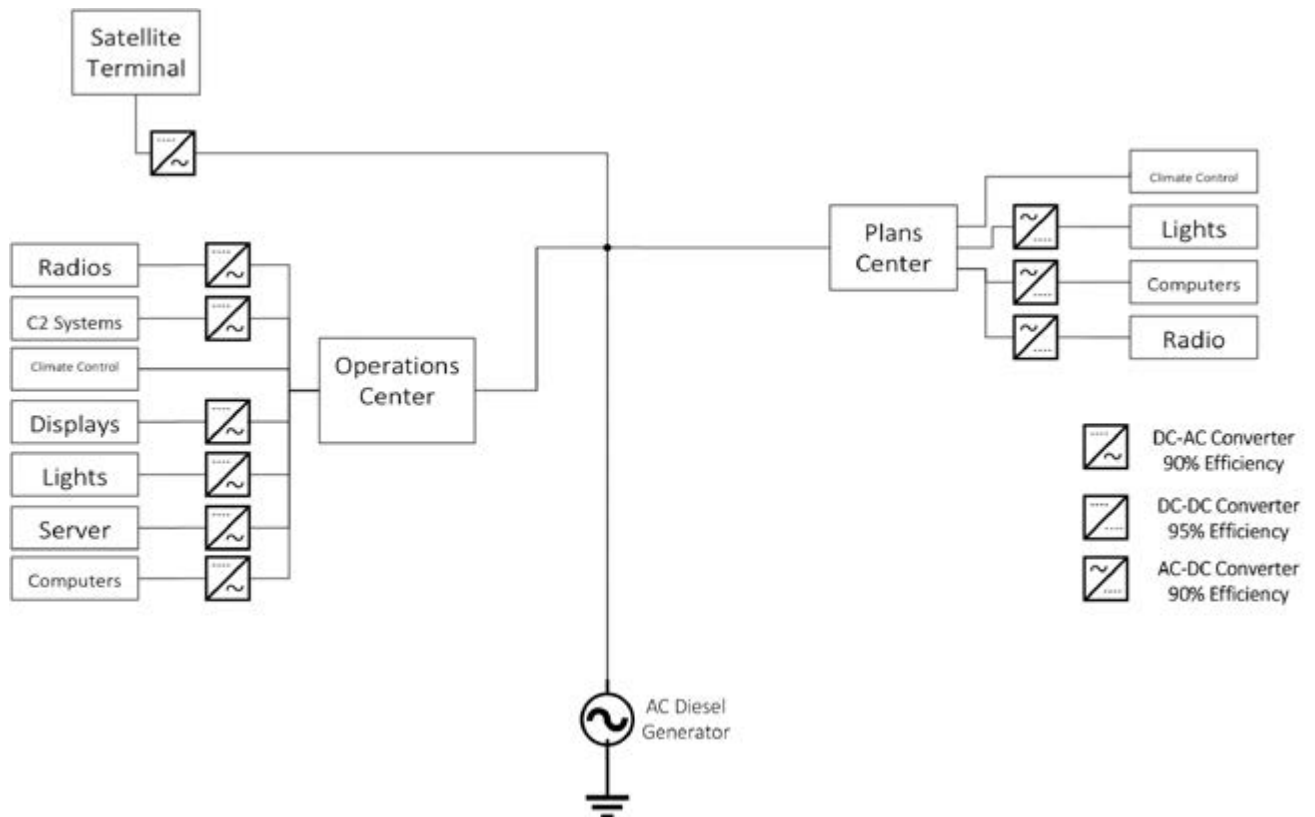 Satellite
Terminal
Radios
C2 Systems
Climate Control
Displays
Lights
Server
Computers
Operations
Center
Plans
Center
Climate Control
Lights
Computers
Radio
DC-AC Converter
90% Efficiency
DC-DC Converter
95% Efficiency
AC-DC Converter
90% Efficiency
AC Diesel
Generator